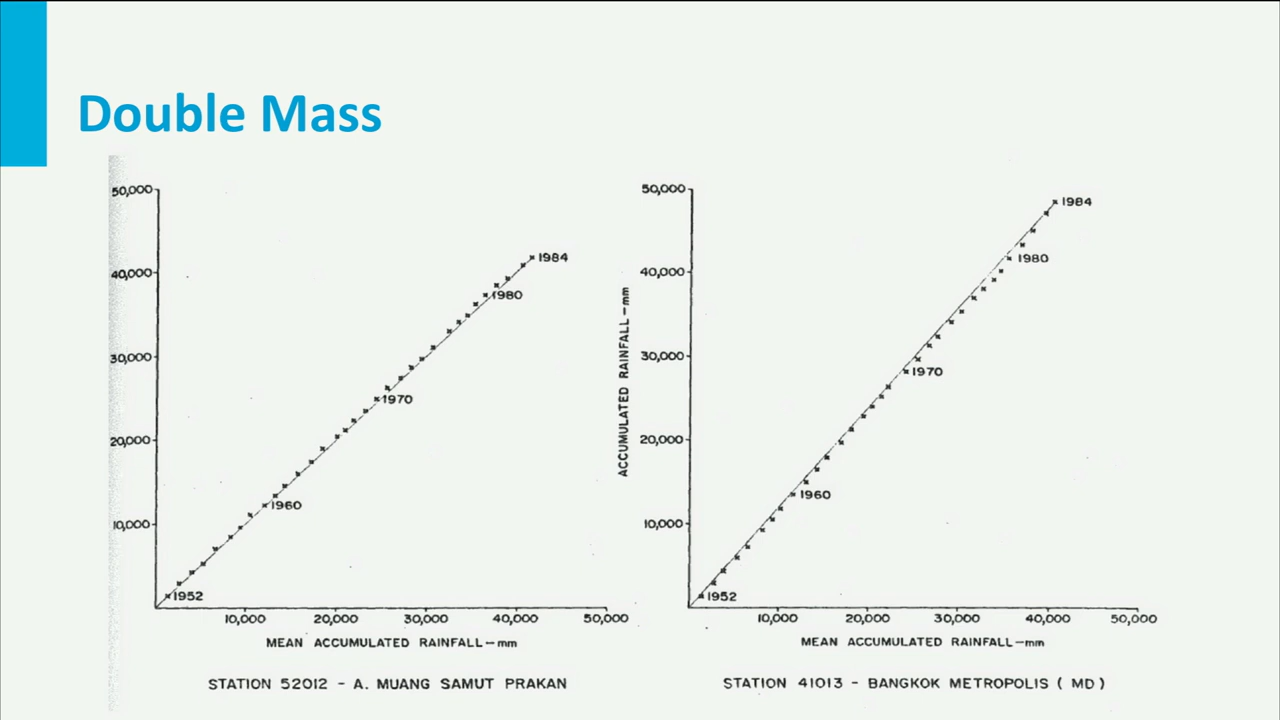 Double Mass
50,000
40,000
30,000
20,000
10,000
1984
1980
1970
1960
1952
10,000 20,000 30,000 40,000 50,000
MEAN ACCUMULATED RAINFALL-mm
STATION 52012 - A. MUANG SAMUT PRAKAN
ACCUMULATED RAINFALL-mm
50,000
40,000
30,000
20,000
10,000
1984
1980
1970
1960
1952
10,000 20,000 30,000 40,000 50,000
MEAN ACCUMULATED RAINFALL-mm
STATION 41013 - BANGKOK METROPOLIS ( MD )